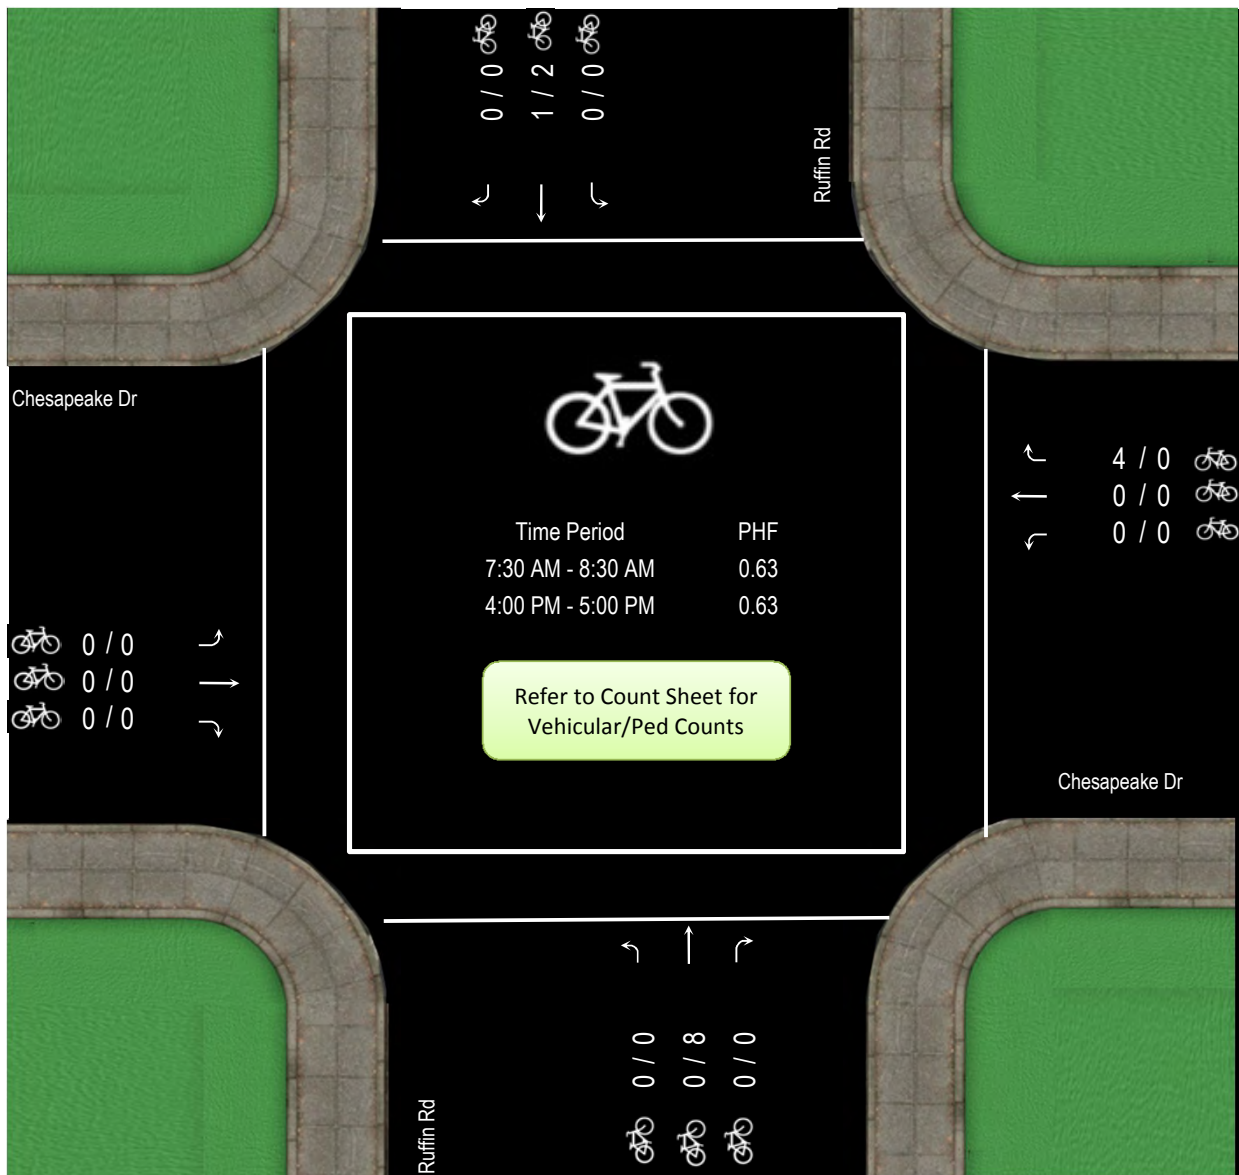 0 / 0
1 / 2
0 / 0
Ruffin Rd
Chesapeake Dr
4 / 0
0 / 0
0 / 0
Time Period PHF
7:30 AM - 8:30 AM 0.63
4:00 PM - 5:00 PM 0.63
0 / 0
0 / 0
0 / 0
Refer to Count Sheet for
Vehicular/Ped Counts
Chesapeake Dr
0 / 0
0 / 8
0 / 0
Ruffin Rd